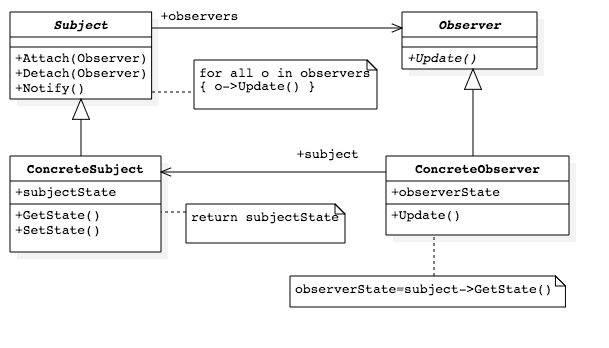 +observers
Subject
Observer
+Attach(Observer)
+Detach(Observer)
+Notify()
+Update()
for all o in observers
{ o->Update() }
+subject
ConcreteSubject
+subjectState
+GetState()
+SetState()
ConcreteObserver
+observerState
+Update()
return subjectState
observerState=subject->GetState()